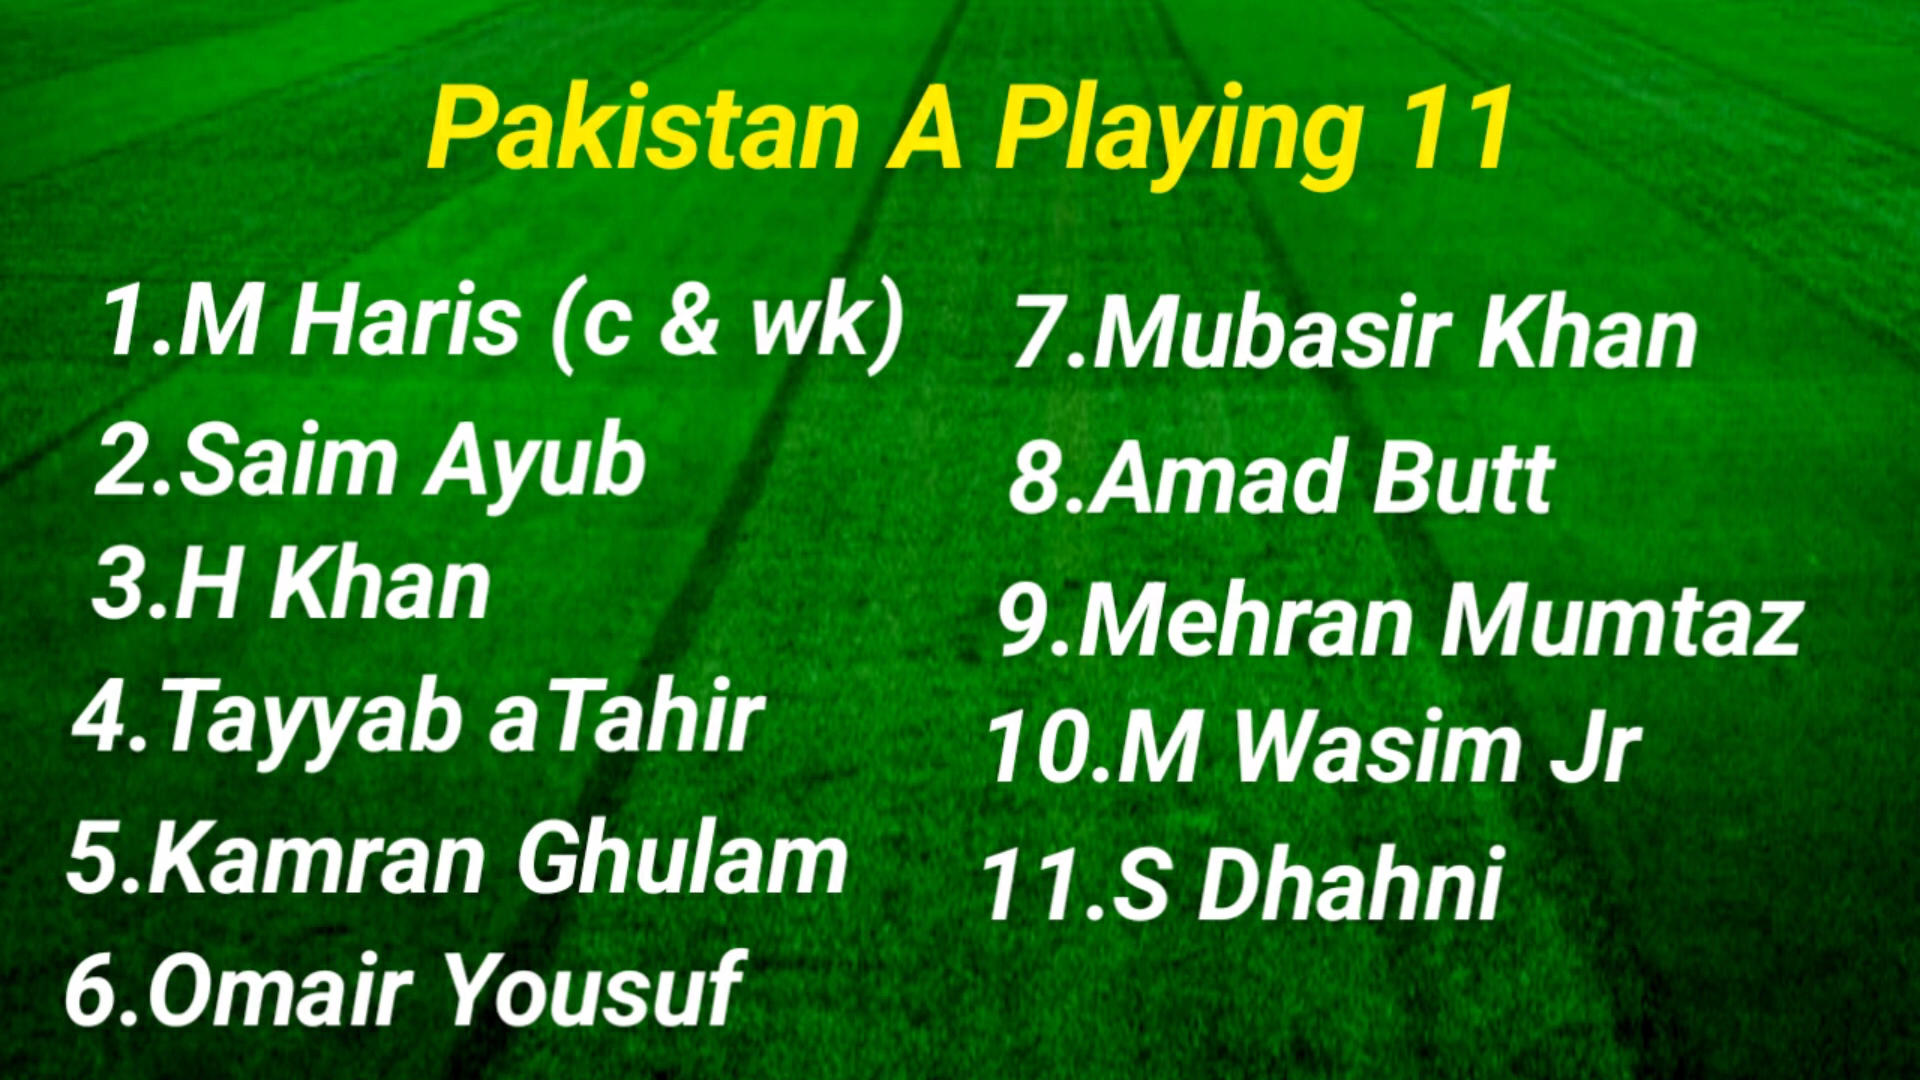 Pakistan A Playing 11
1.M Haris (c & wk)
2.Saim Ayub
3.H Khan
4.Tayyab aTahir
5.Kamran Ghulam
6.Omair Yousuf
7.Mubasir Khan
8.Amad Butt
9.Mehran Mumtaz
10.M Wasim Jr
11.S Dhahni